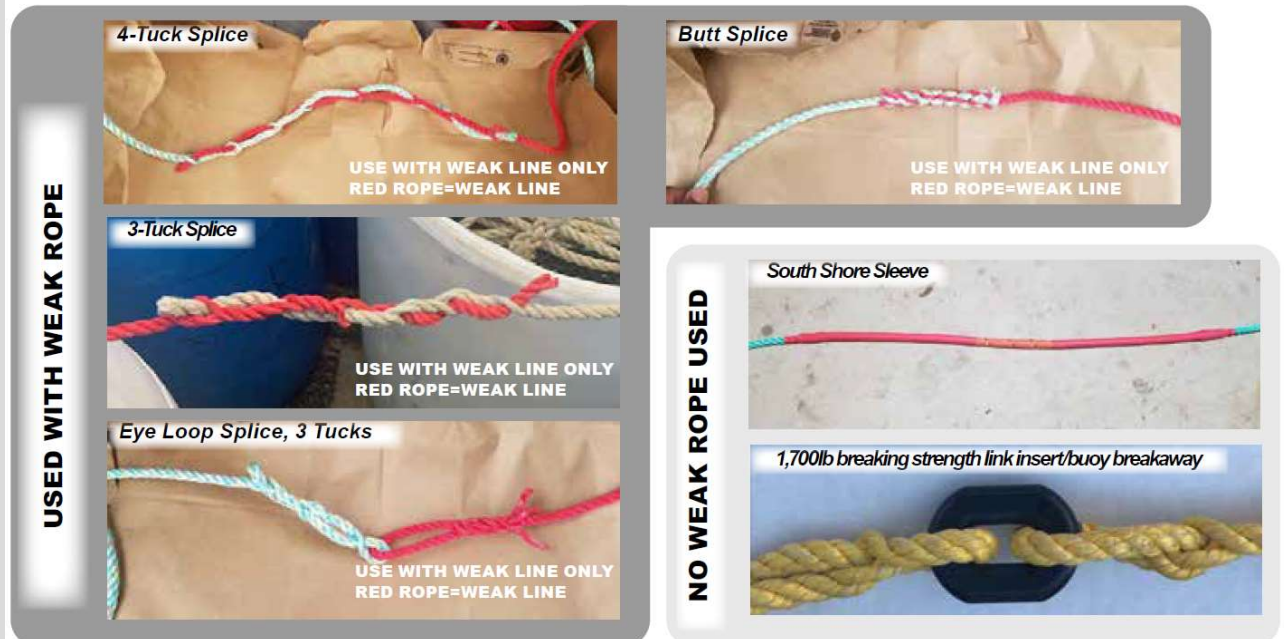 USED WITH WEAK ROPE
4-Tuck Splice
USE WITH WEAK LINE ONLY
RED ROPE=WEAK LINE
Butt Splice
USE WITH WEAK LINE ONLY
RED ROPE=WEAK LINE
3-Tuck Splice
USE WITH WEAK LINE ONLY
RED ROPE=WEAK LINE
Eye Loop Splice, 3 Tucks
USE WITH WEAK LINE ONLY
RED ROPE=WEAK LINE
NO WEAK ROPE USED
South Shore Sleeve
1,700lb breaking strength link insert/buoy breakaway